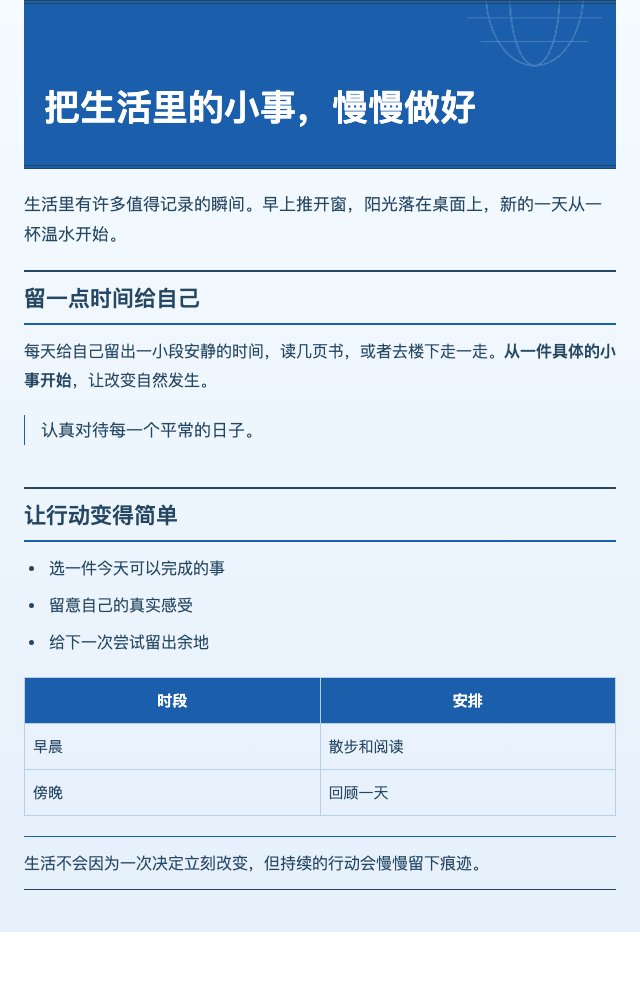 把生活里的小事，慢慢做好
生活里有许多值得记录的瞬间。早上推开窗，阳光落在桌面上，新的一天从一
杯温水开始。
留一点时间给自己
每天给自己留出一小段安静的时间，读几页书，或者去楼下走一走。从一件具体的小
事开始，让改变自然发生。
认真对待每一个平常的日子。
让行动变得简单
• 选一件今天可以完成的事
• 留意自己的真实感受
• 给下一次尝试留出余地
时段 安排
早晨 散步和阅读
傍晚 回顾一天
生活不会因为一次决定立刻改变，但持续的行动会慢慢留下痕迹。